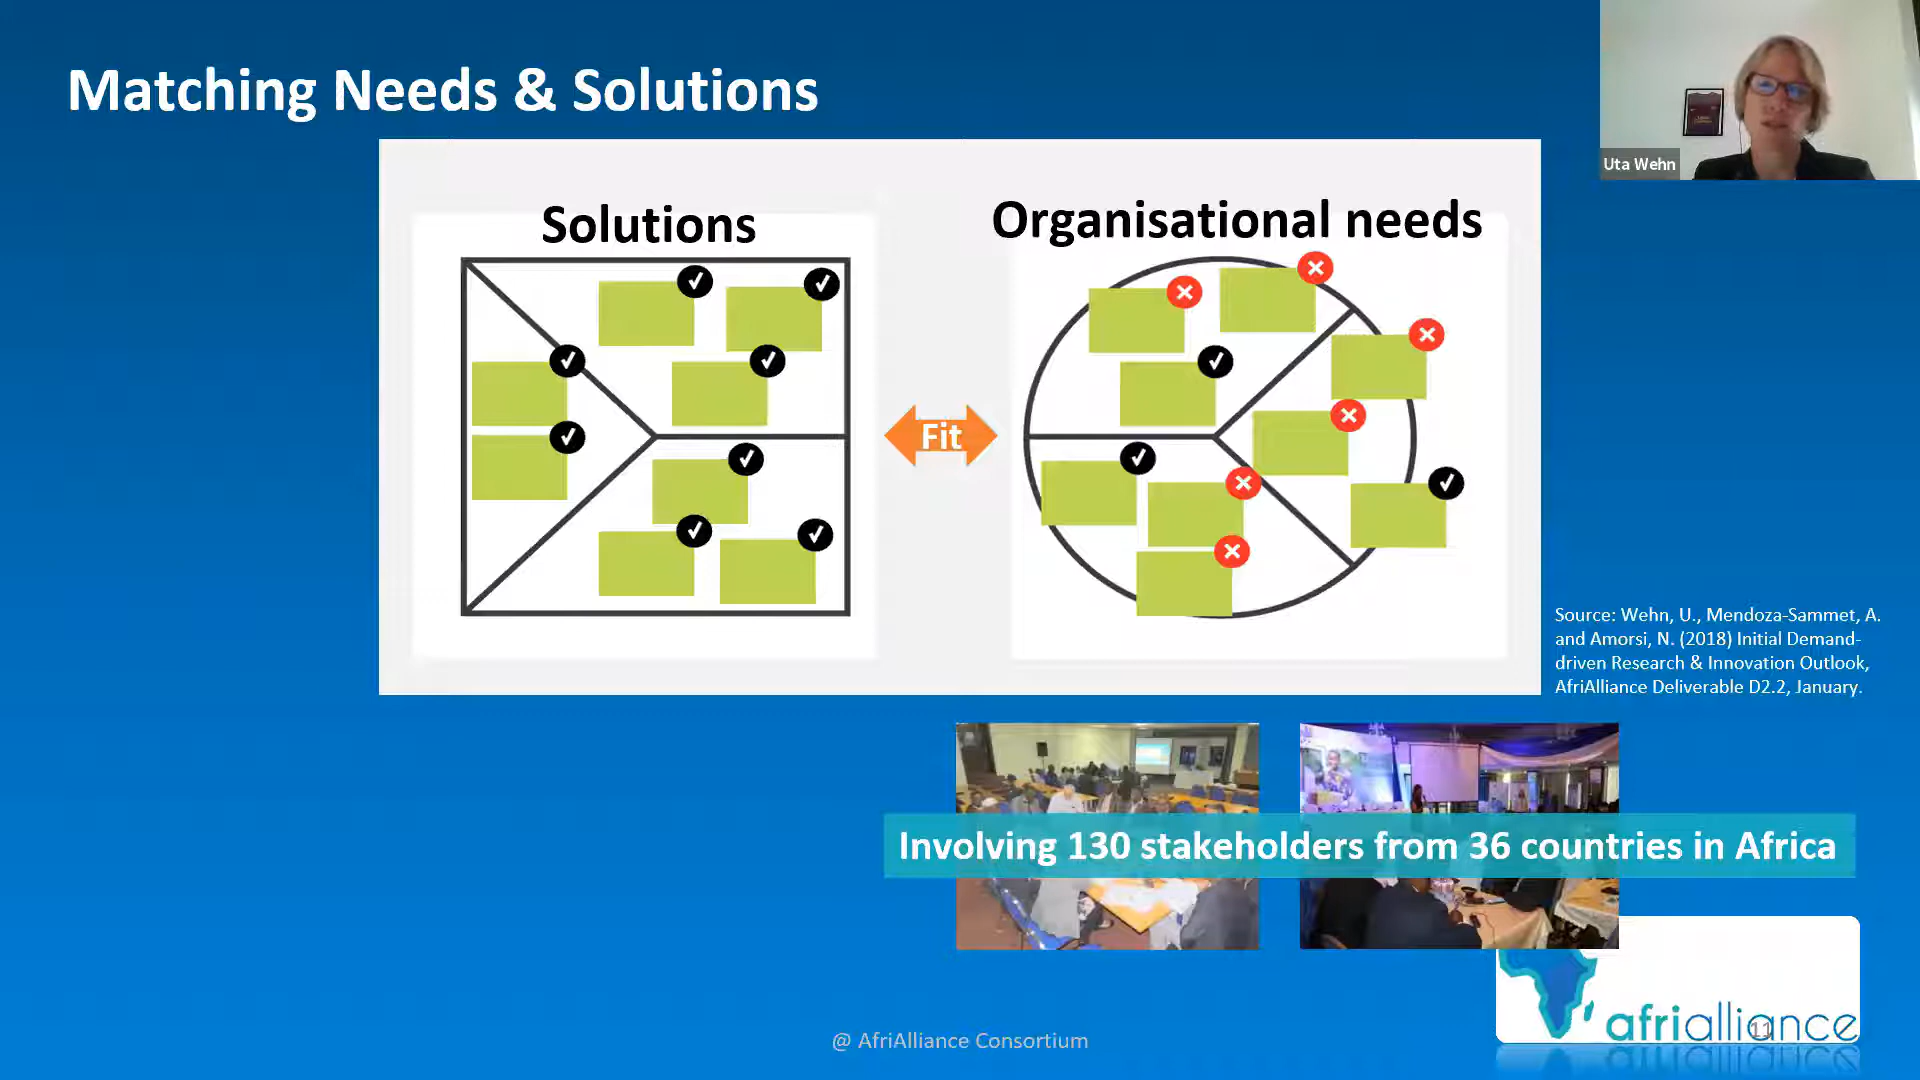 Matching Needs & Solutions
Uta Wehn
Solutions
Organisational needs
Fit
Source: Wehn, U., Mendoza-Sammet, A.
and Amorsi, N. (2018) Initial Demand-
driven Research & Innovation Outlook,
AfriAlliance Deliverable D2.2, January.
Involving 130 stakeholders from 36 countries in Africa
afrialliance
11
@ AfriAlliance Consortium